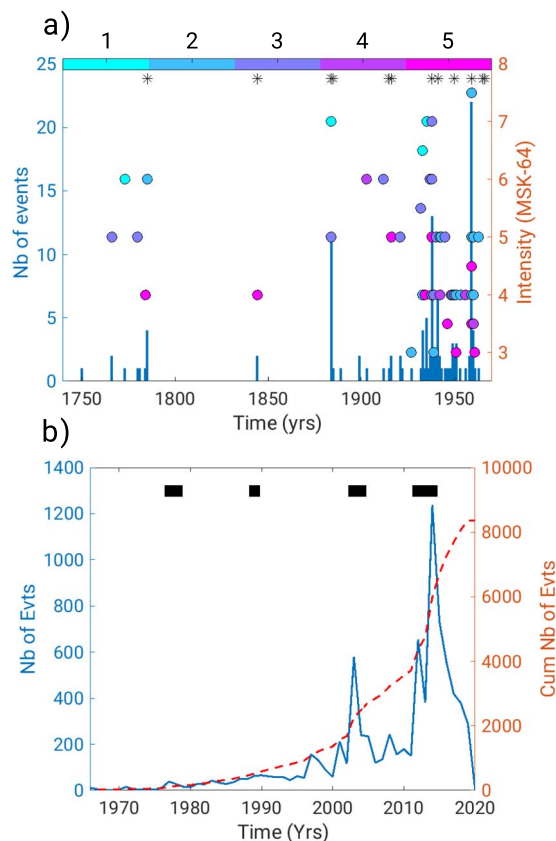 a)
1 2 3 4 5
25 8
20 7
15 6
10 5
5 4
0 3
Nb of events
Intensity (MSK-64)
1750 1800 1850 1900 1950
Time (yrs)
b)
1400 10000
1200
1000 8000
800 6000
600
400 4000
200 2000
0 0
Nb of Evts
Cum Nb of Evts
1970 1980 1990 2000 2010 2020
Time (Yrs)